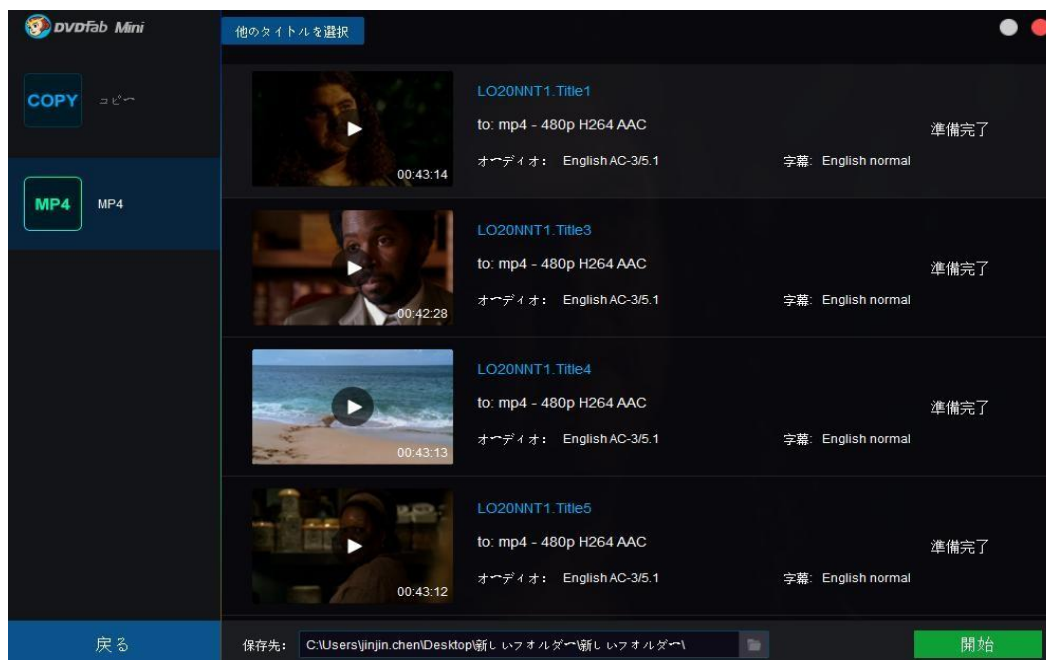 DVDFab Mini
他のタイトルを選択
COPY コピー
MP4 MP4
LO20NNT1.Title1
to: mp4 - 480p H264 AAC
準備完了
オーディオ： English AC-3/5.1 字幕: English normal
00:43:14
LO20NNT1.Title3
to: mp4 - 480p H264 AAC
準備完了
オーディオ： English AC-3/5.1 字幕: English normal
00:42:28
LO20NNT1.Title4
to: mp4 - 480p H264 AAC
準備完了
オーディオ： English AC-3/5.1 字幕: English normal
00:43:13
LO20NNT1.Title5
to: mp4 - 480p H264 AAC
準備完了
オーディオ： English AC-3/5.1 字幕: English normal
00:43:12
戻る
保存先: C:\Users\jinjin.chen\Desktop\新しいフォルダー\新しいフォルダー\
開始